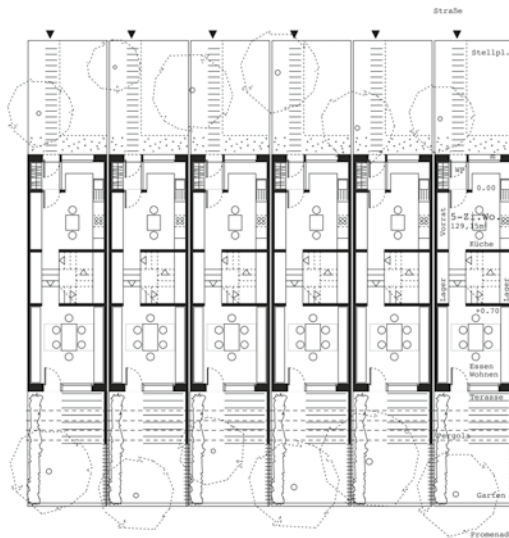 Straße
Stellpl.
M
WP
0.00
5-Zi.Wo.
129,15m²
Vorrat
Küche
Lager
Lager
+0.70
Essen
Wohnen
Terasse
Pergola
Garten
Promenad